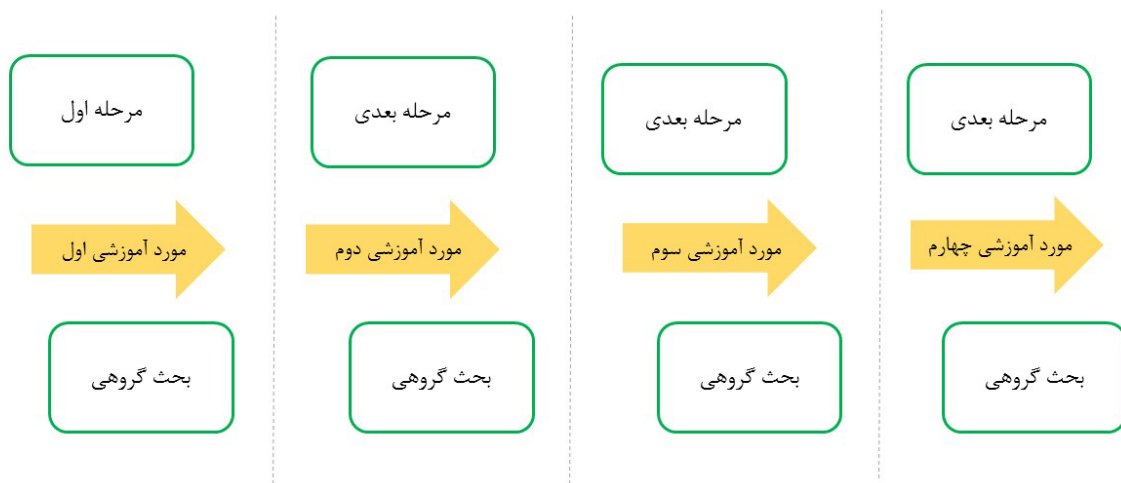 مرحله اول
مرحله بعدی
مرحله بعدی
مرحله بعدی
مورد آموزشی اول
مورد آموزشی دوم
مورد آموزشی سوم
مورد آموزشی چهارم
بحث گروهی
بحث گروهی
بحث گروهی
بحث گروهی